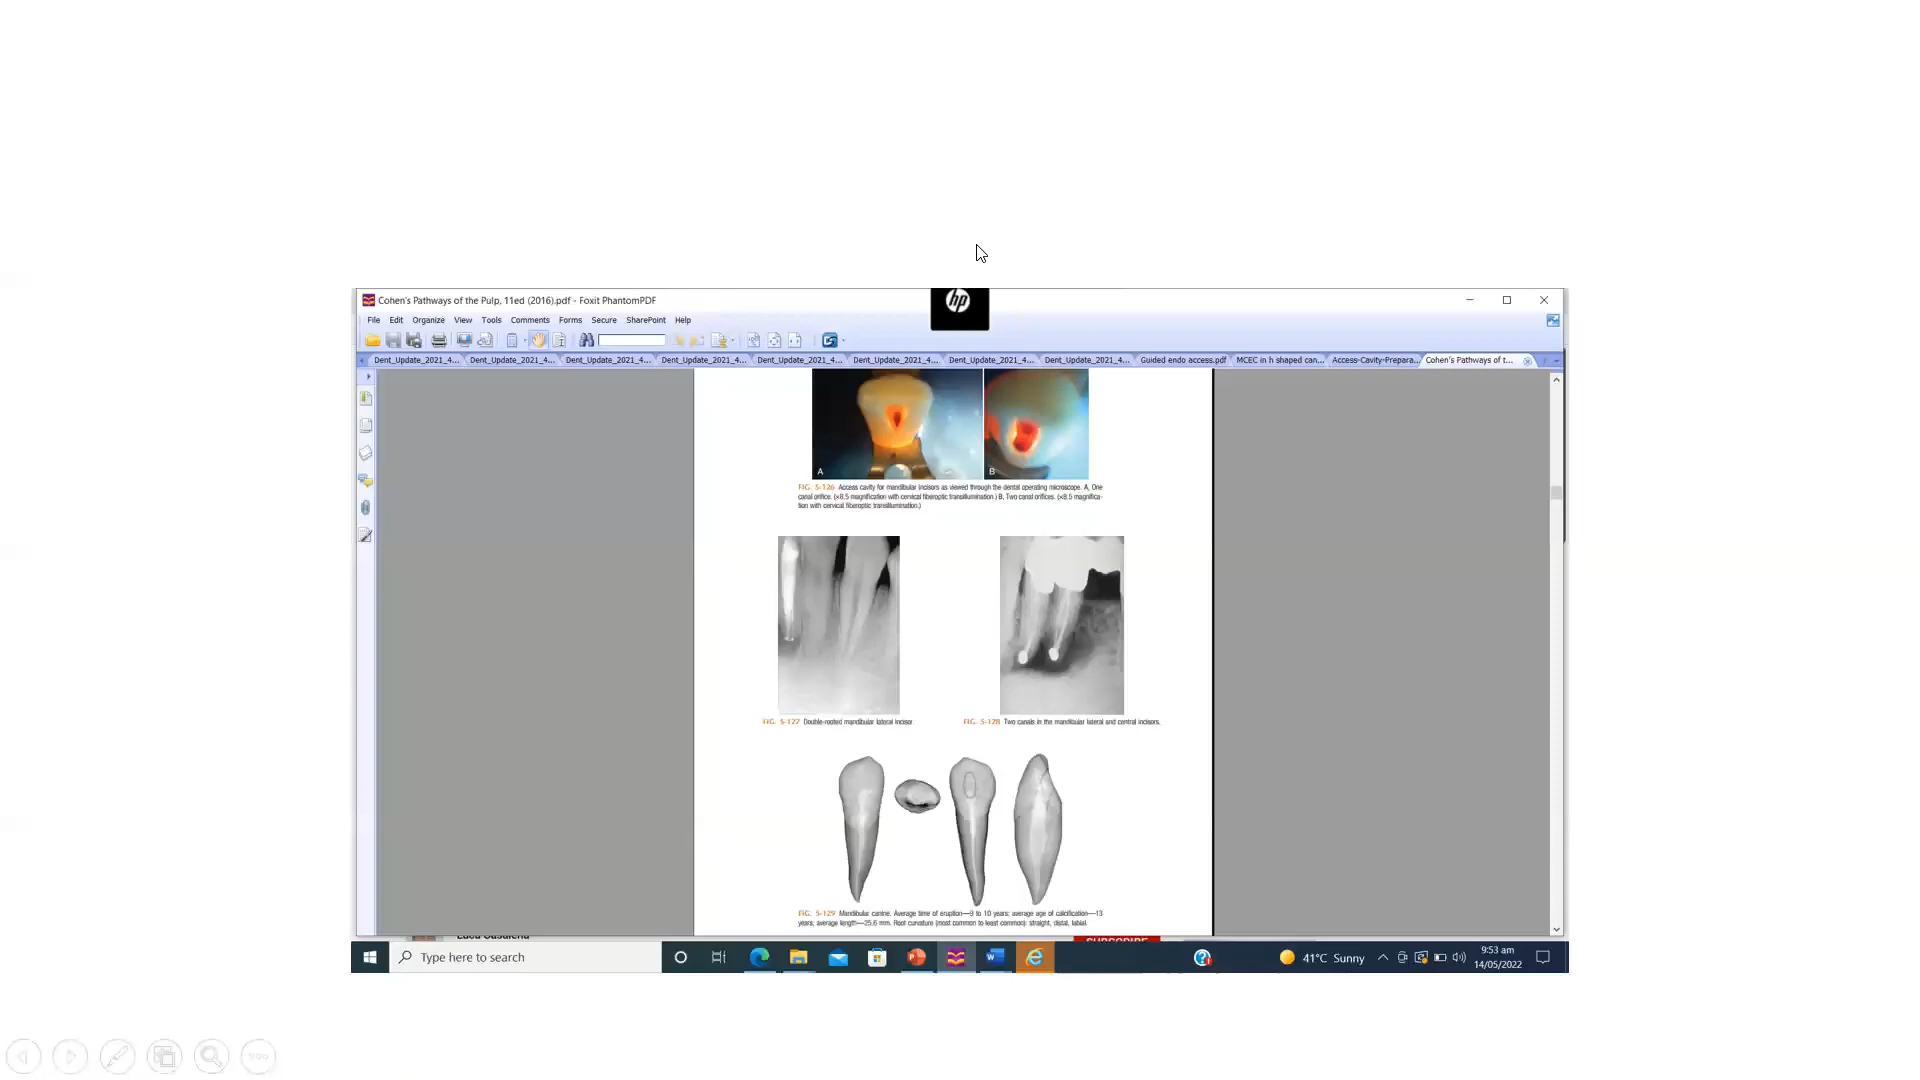 Cohen's Pathways of the Pulp, 11ed (2016).pdf - Foxit PhantomPDF
hp
File Edit Organize View Tools Comments Forms Secure SharePoint Help
Dent_Update_2021_4... Dent_Update_2021_4... Dent_Update_2021_4... Dent_Update_2021_4... Dent_Update_2021_4... Dent_Update_2021_4... Dent_Update_2021_4... Dent_Update_2021_4... Guided endo access.pdf MCEC in h shaped can... Access-Cavity-Prepara... Cohen's Pathways of t...
A B
FIG. 5-126 Access cavity for mandibular incisors as viewed through the dental operating microscope. A, One
canal orifice. (×8.5 magnification with cervical fiberoptic transillumination.) B, Two canal orifices. (×8.5 magnifica-
tion with cervical fiberoptic transillumination.)
FIG. 5-127 Double-rooted mandibular lateral incisor
FIG. 5-128 Two canals in the mandibular lateral and central incisors.
FIG. 5-129 Mandibular canine. Average time of eruption—9 to 10 years; average age of calcification—13
years; average length—25.6 mm. Root curvature (most common to least common): straight, distal, labial.
SUBSCRIBE
Type here to search
41°C Sunny
9:53 am
14/05/2022